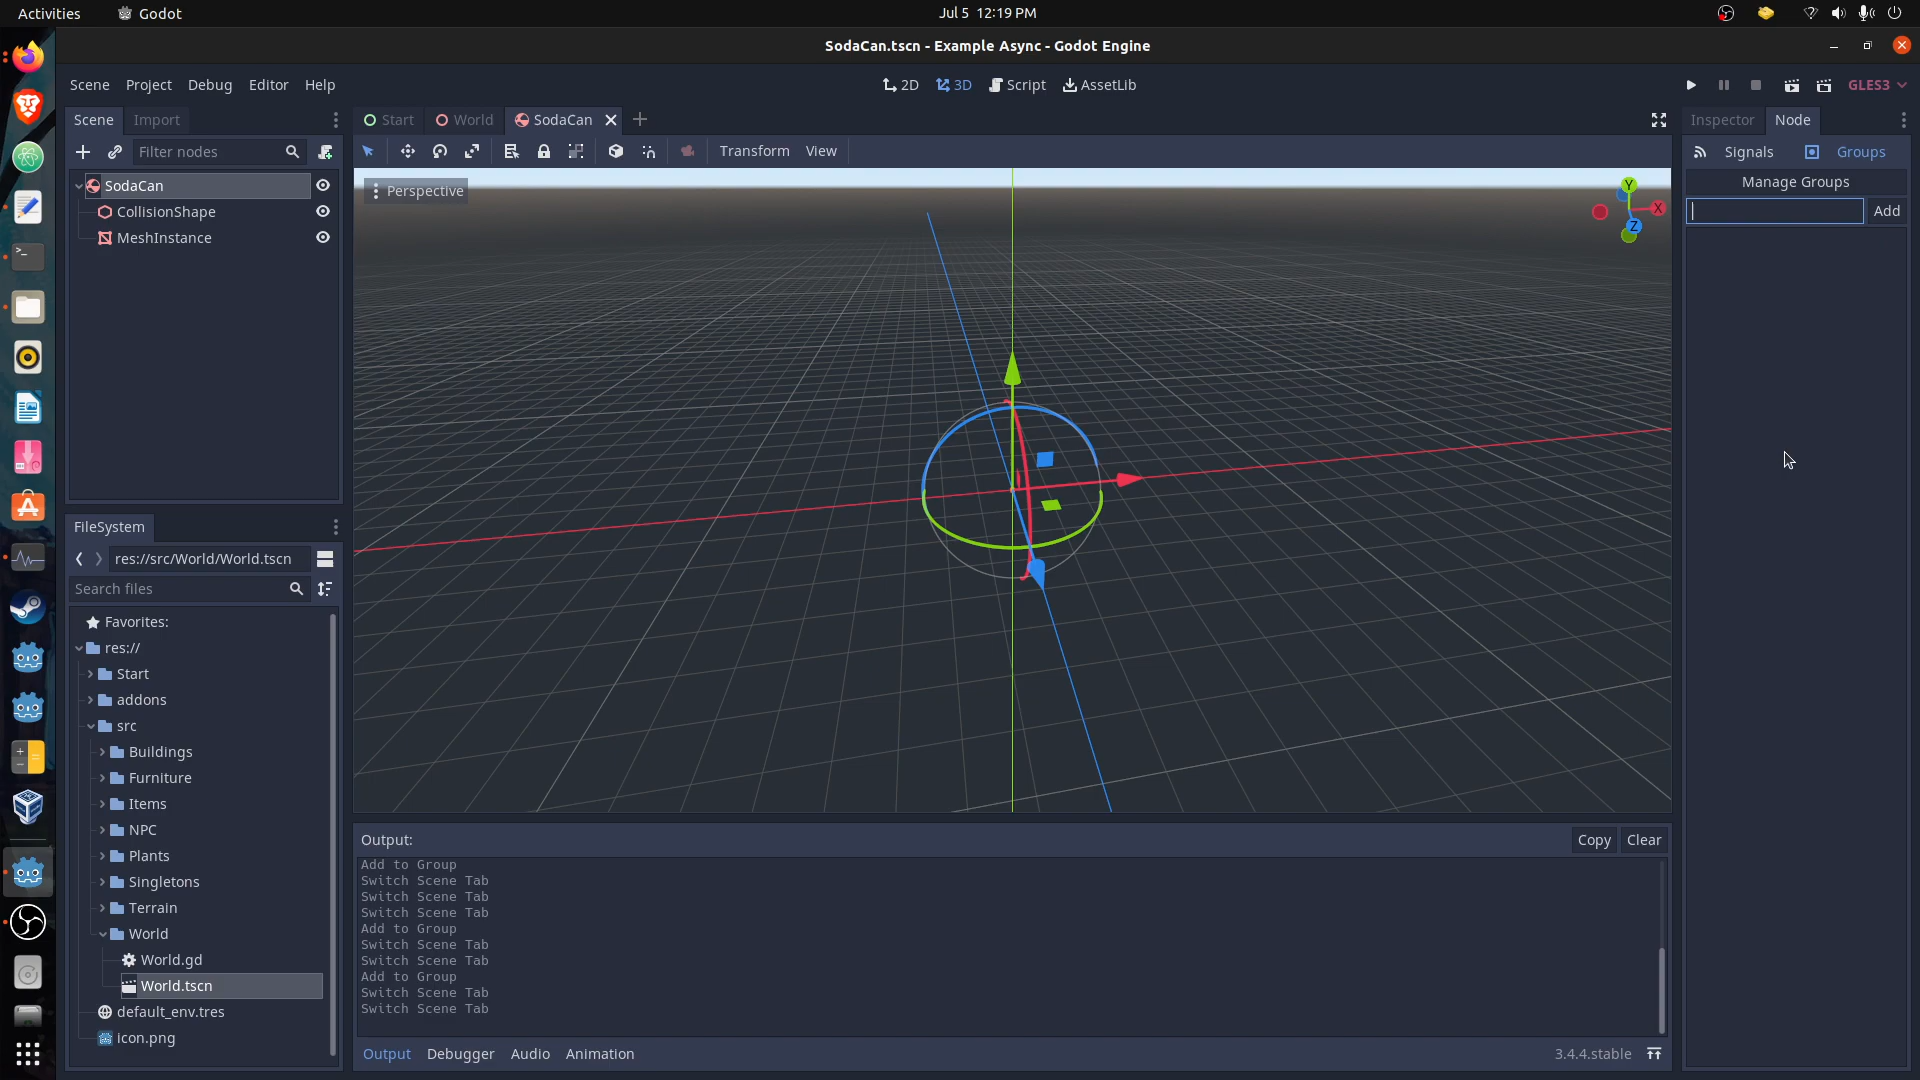 Activities Godot Jul 5 12:19 PM
SodaCan.tscn - Example Async - Godot Engine
Scene Project Debug Editor Help 2D 3D Script AssetLib GLES3
Scene Import Start World SodaCan Inspector Node
Filter nodes Transform View Signals Groups
SodaCan
CollisionShape
MeshInstance
Perspective
Y
X
Z
Manage Groups
Add
FileSystem
res://src/World/World.tscn
Search files
Favorites:
res://
Start
addons
src
Buildings
Furniture
Items
NPC
Plants
Singletons
Terrain
World
World.gd
World.tscn
default_env.tres
icon.png
Output: Copy Clear
Add to Group
Switch Scene Tab
Switch Scene Tab
Switch Scene Tab
Add to Group
Switch Scene Tab
Switch Scene Tab
Add to Group
Switch Scene Tab
Switch Scene Tab
Output Debugger Audio Animation 3.4.4.stable